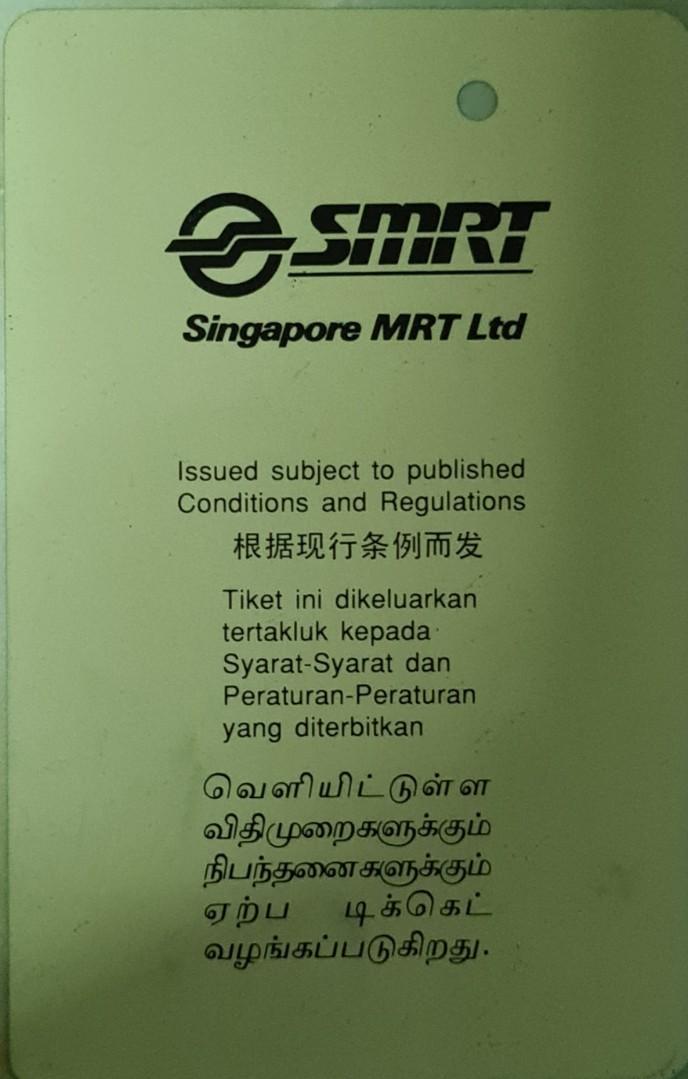 SMRT
Singapore MRT Ltd
Issued subject to published
Conditions and Regulations
根据现行条例而发
Tiket ini dikeluarkan
tertakluk kepada
Syarat-Syarat dan
Peraturan-Peraturan
yang diterbitkan
வெளியிட்டுள்ள
விதிமுறைகளுக்கும்
நிபந்தனைகளுக்கும்
ஏற்ப டிக்கெட்
வழங்கப்படுகிறது.